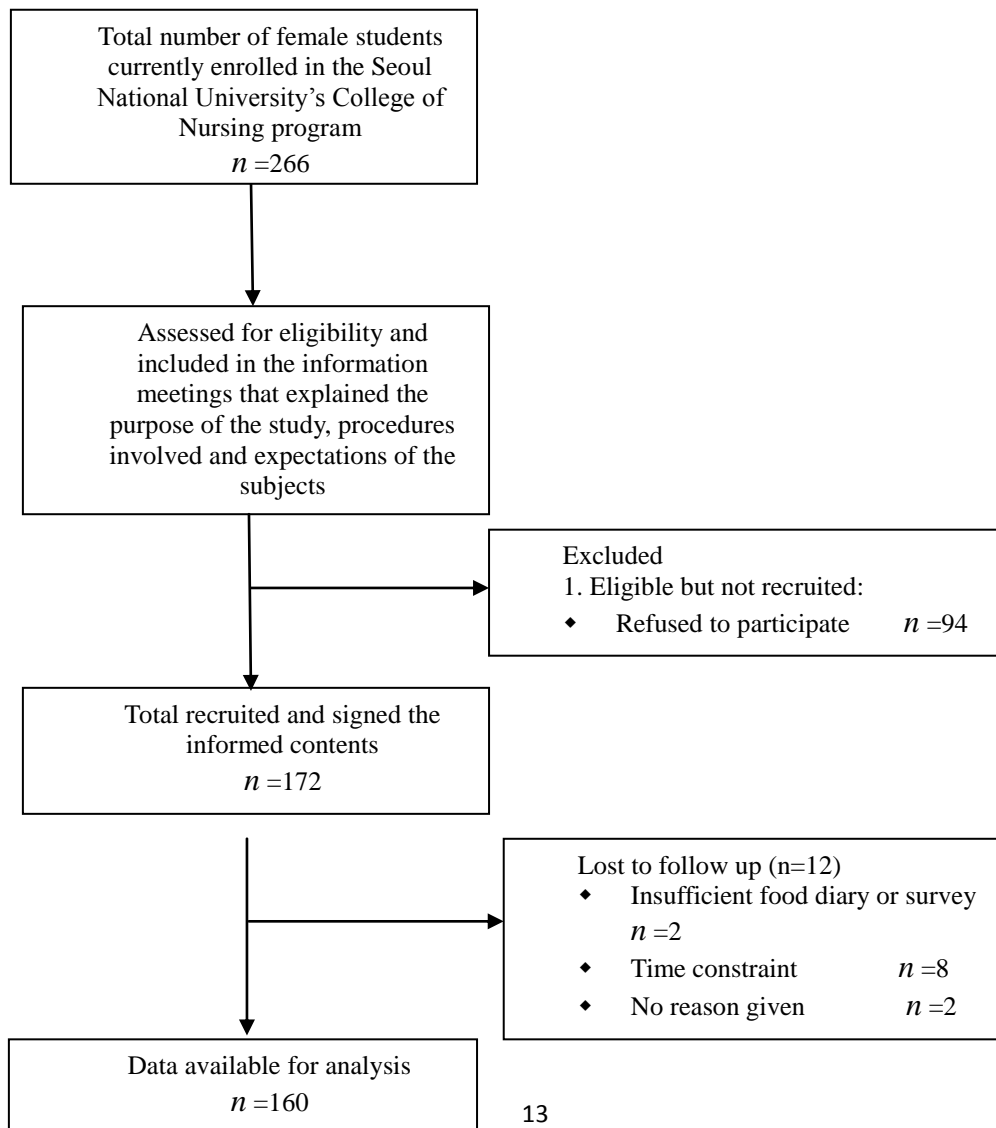 Total number of female students
currently enrolled in the Seoul
National University's College of
Nursing program
n =266
Assessed for eligibility and
included in the information
meetings that explained the
purpose of the study, procedures
involved and expectations of the
subjects
Excluded
1. Eligible but not recruited:
◆ Refused to participate n =94
Total recruited and signed the
informed contents
n =172
Lost to follow up (n=12)
◆ Insufficient food diary or survey
n =2
◆ Time constraint n =8
◆ No reason given n =2
Data available for analysis
n =160
13